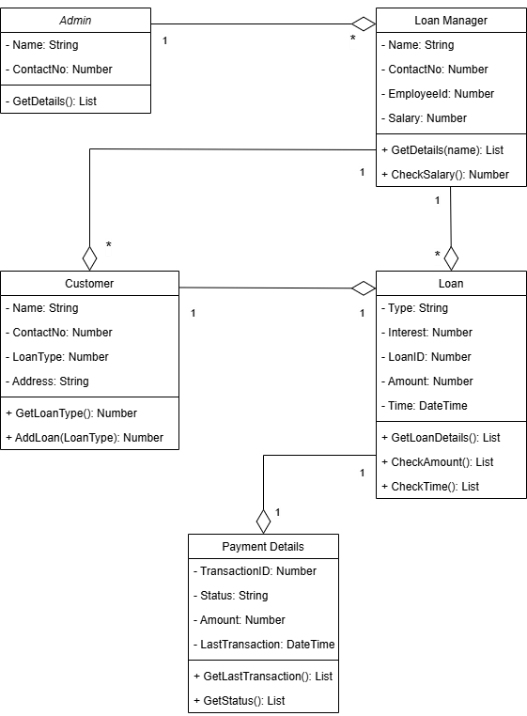 Admin
- Name: String
- ContactNo: Number
- GetDetails(): List
1
*
Loan Manager
- Name: String
- ContactNo: Number
- EmployeeId: Number
- Salary: Number
+ GetDetails(name): List
+ CheckSalary(): Number
1
*
1
*
Customer
- Name: String
- ContactNo: Number
- LoanType: Number
- Address: String
+ GetLoanType(): Number
+ AddLoan(LoanType): Number
1
1
Loan
- Type: String
- Interest: Number
- LoanID: Number
- Amount: Number
- Time: DateTime
+ GetLoanDetails(): List
+ CheckAmount(): List
+ CheckTime(): List
1
1
Payment Details
- TransactionID: Number
- Status: String
- Amount: Number
- LastTransaction: DateTime
+ GetLastTransaction(): List
+ GetStatus(): List